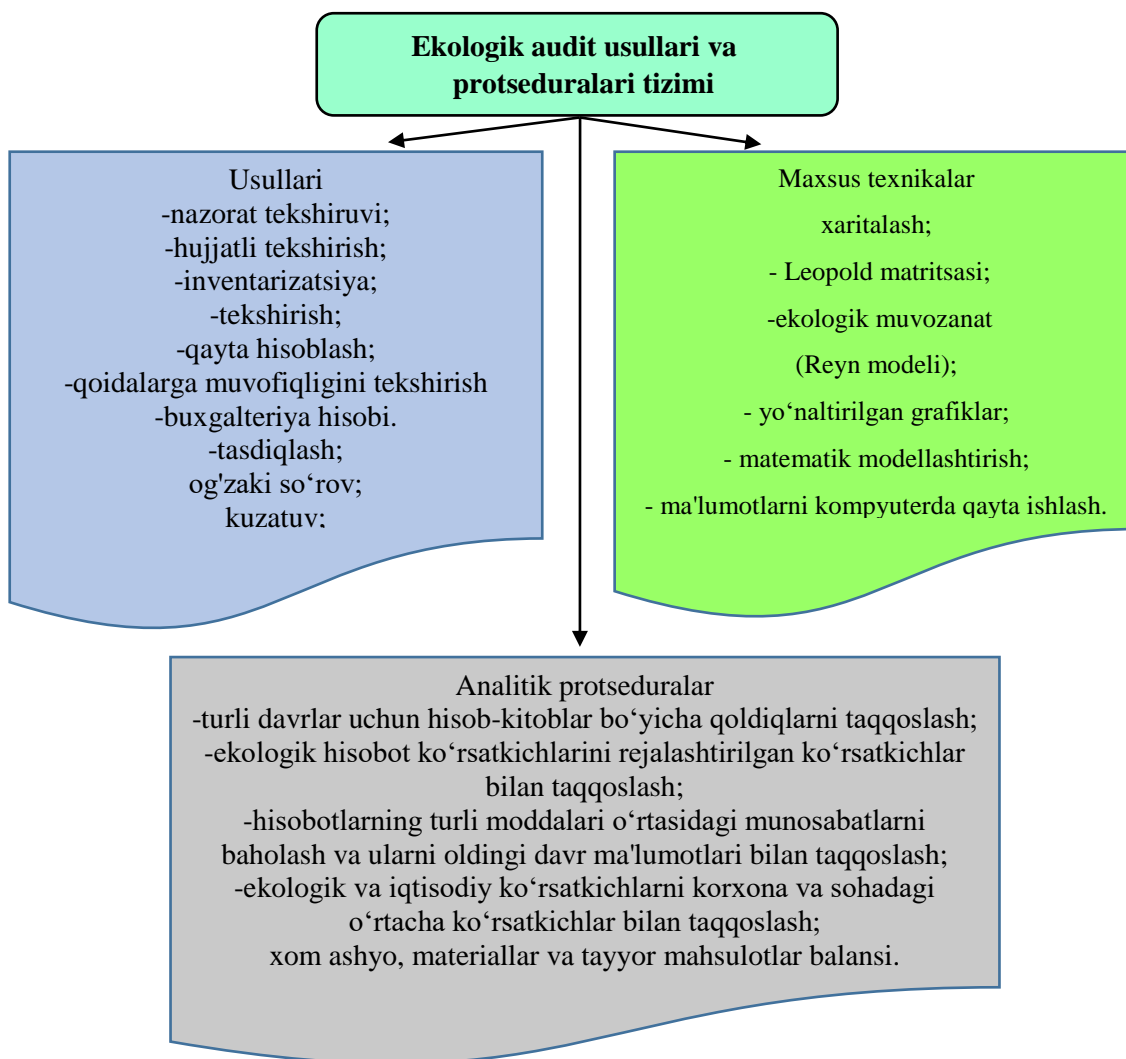 Ekologik audit usullari va
protseduralari tizimi
Usullari
-nazorat tekshiruvi;
-hujjatli tekshirish;
-inventarizatsiya;
-tekshirish;
-qayta hisoblash;
-qoidalarga muvofiqligini tekshirish
-buxgalteriya hisobi.
-tasdiqlash;
og'zaki so‘rov;
kuzatuv;
Maxsus texnikalar
xaritalash;
- Leopold matritsasi;
-ekologik muvozanat
(Reyn modeli);
- yo‘naltirilgan grafiklar;
- matematik modellashtirish;
- ma'lumotlarni kompyuterda qayta ishlash.
Analitik protseduralar
-turli davrlar uchun hisob-kitoblar bo‘yicha qoldiqlarni taqqoslash;
-ekologik hisobot ko‘rsatkichlarini rejalashtirilgan ko‘rsatkichlar
bilan taqqoslash;
-hisobotlarning turli moddalari o‘rtasidagi munosabatlarni
baholash va ularni oldingi davr ma'lumotlari bilan taqqoslash;
-ekologik va iqtisodiy ko‘rsatkichlarni korxona va sohadagi
o‘rtacha ko‘rsatkichlar bilan taqqoslash;
xom ashyo, materiallar va tayyor mahsulotlar balansi.